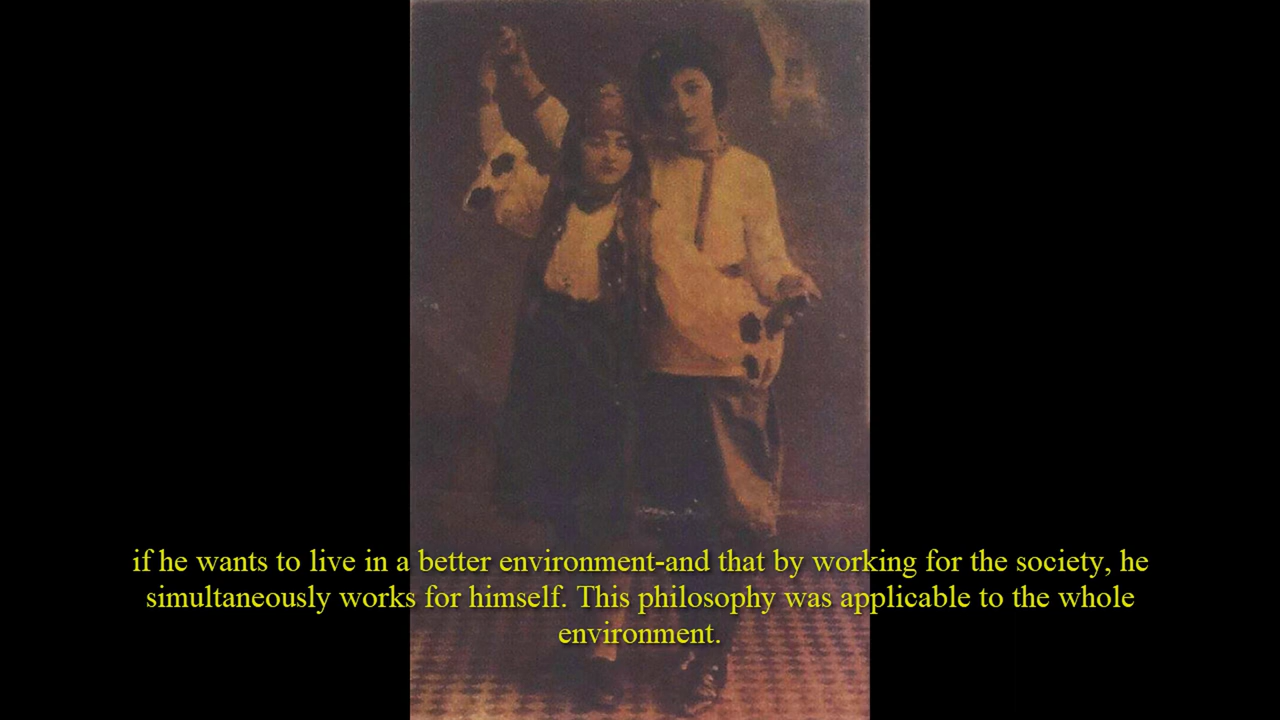 if he wants to live in a better environment-and that by working for the society, he
simultaneously works for himself. This philosophy was applicable to the whole
environment.